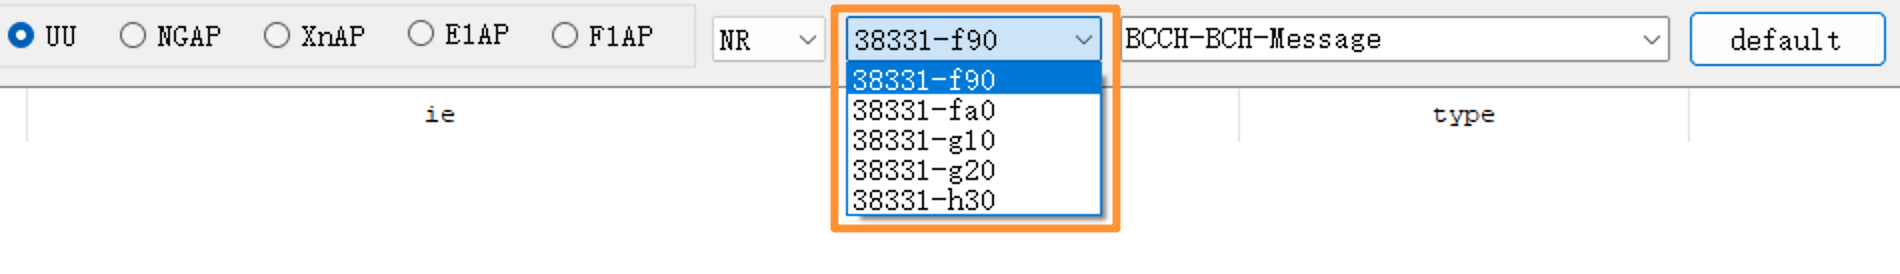 UU NGAP XnAP E1AP F1AP NR 38331-f90 BCCH-BCH-Message default
38331-f90
38331-fa0
38331-g10
38331-g20
38331-h30
ie type